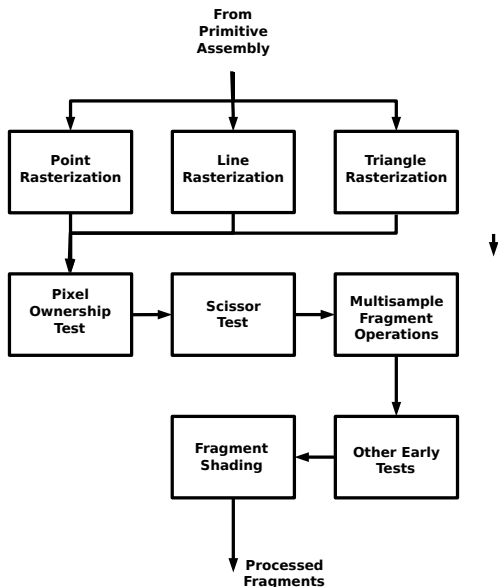 From
Primitive
Assembly
Point
Rasterization
Line
Rasterization
Triangle
Rasterization
Pixel
Ownership
Test
Scissor
Test
Multisample
Fragment
Operations
Fragment
Shading
Other Early
Tests
Processed
Fragments